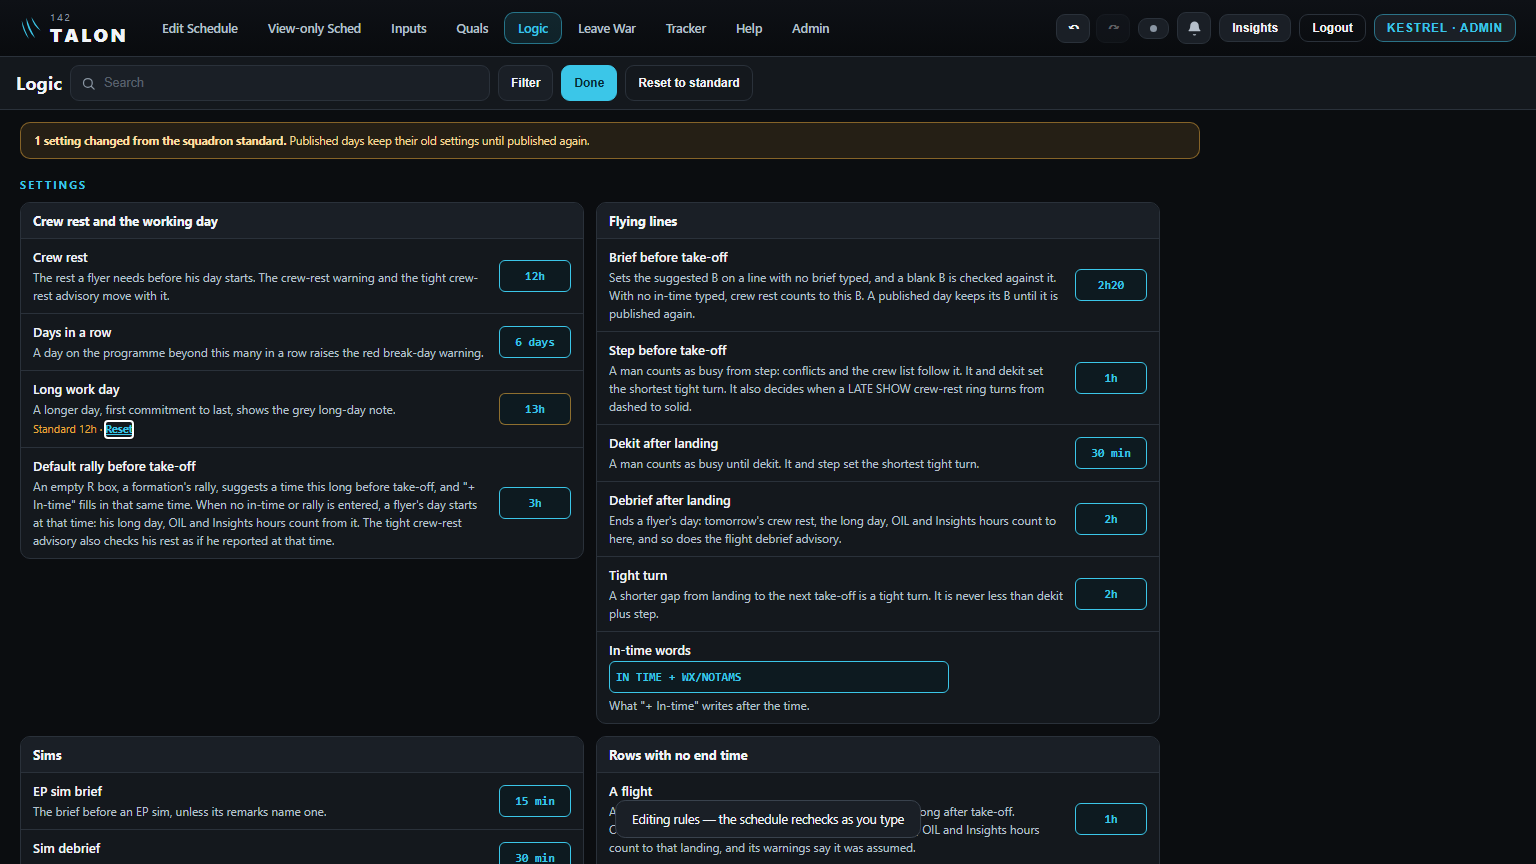 142
TALON
Edit Schedule
View-only Sched
Inputs
Quals
Logic
Leave War
Tracker
Help
Admin
Insights
Logout
KESTREL · ADMIN
Logic
Search
Filter
Done
Reset to standard
1 setting changed from the squadron standard. Published days keep their old settings until published again.
SETTINGS
Crew rest and the working day
Crew rest
The rest a flyer needs before his day starts. The crew-rest warning and the tight crew-
rest advisory move with it.
12h
Days in a row
A day on the programme beyond this many in a row raises the red break-day warning.
6 days
Long work day
A longer day, first commitment to last, shows the grey long-day note.
Standard 12h · Reset
13h
Default rally before take-off
An empty R box, a formation's rally, suggests a time this long before take-off, and "+
In-time" fills in that same time. When no in-time or rally is entered, a flyer's day starts
at that time: his long day, OIL and Insights hours count from it. The tight crew-rest
advisory also checks his rest as if he reported at that time.
3h
Flying lines
Brief before take-off
Sets the suggested B on a line with no brief typed, and a blank B is checked against it.
With no in-time typed, crew rest counts to this B. A published day keeps its B until it is
published again.
2h20
Step before take-off
A man counts as busy from step: conflicts and the crew list follow it. It and dekit set
the shortest tight turn. It also decides when a LATE SHOW crew-rest ring turns from
dashed to solid.
1h
Dekit after landing
A man counts as busy until dekit. It and step set the shortest tight turn.
30 min
Debrief after landing
Ends a flyer's day: tomorrow's crew rest, the long day, OIL and Insights hours count to
here, and so does the flight debrief advisory.
2h
Tight turn
A shorter gap from landing to the next take-off is a tight turn. It is never less than dekit
plus step.
2h
In-time words
IN TIME + WX/NOTAMS
What "+ In-time" writes after the time.
Sims
EP sim brief
The brief before an EP sim, unless its remarks name one.
15 min
Sim debrief
30 min
Rows with no end time
A flight
ong after take-off.
OIL and Insights hours
count to that landing, and its warnings say it was assumed.
1h
Editing rules — the schedule rechecks as you type